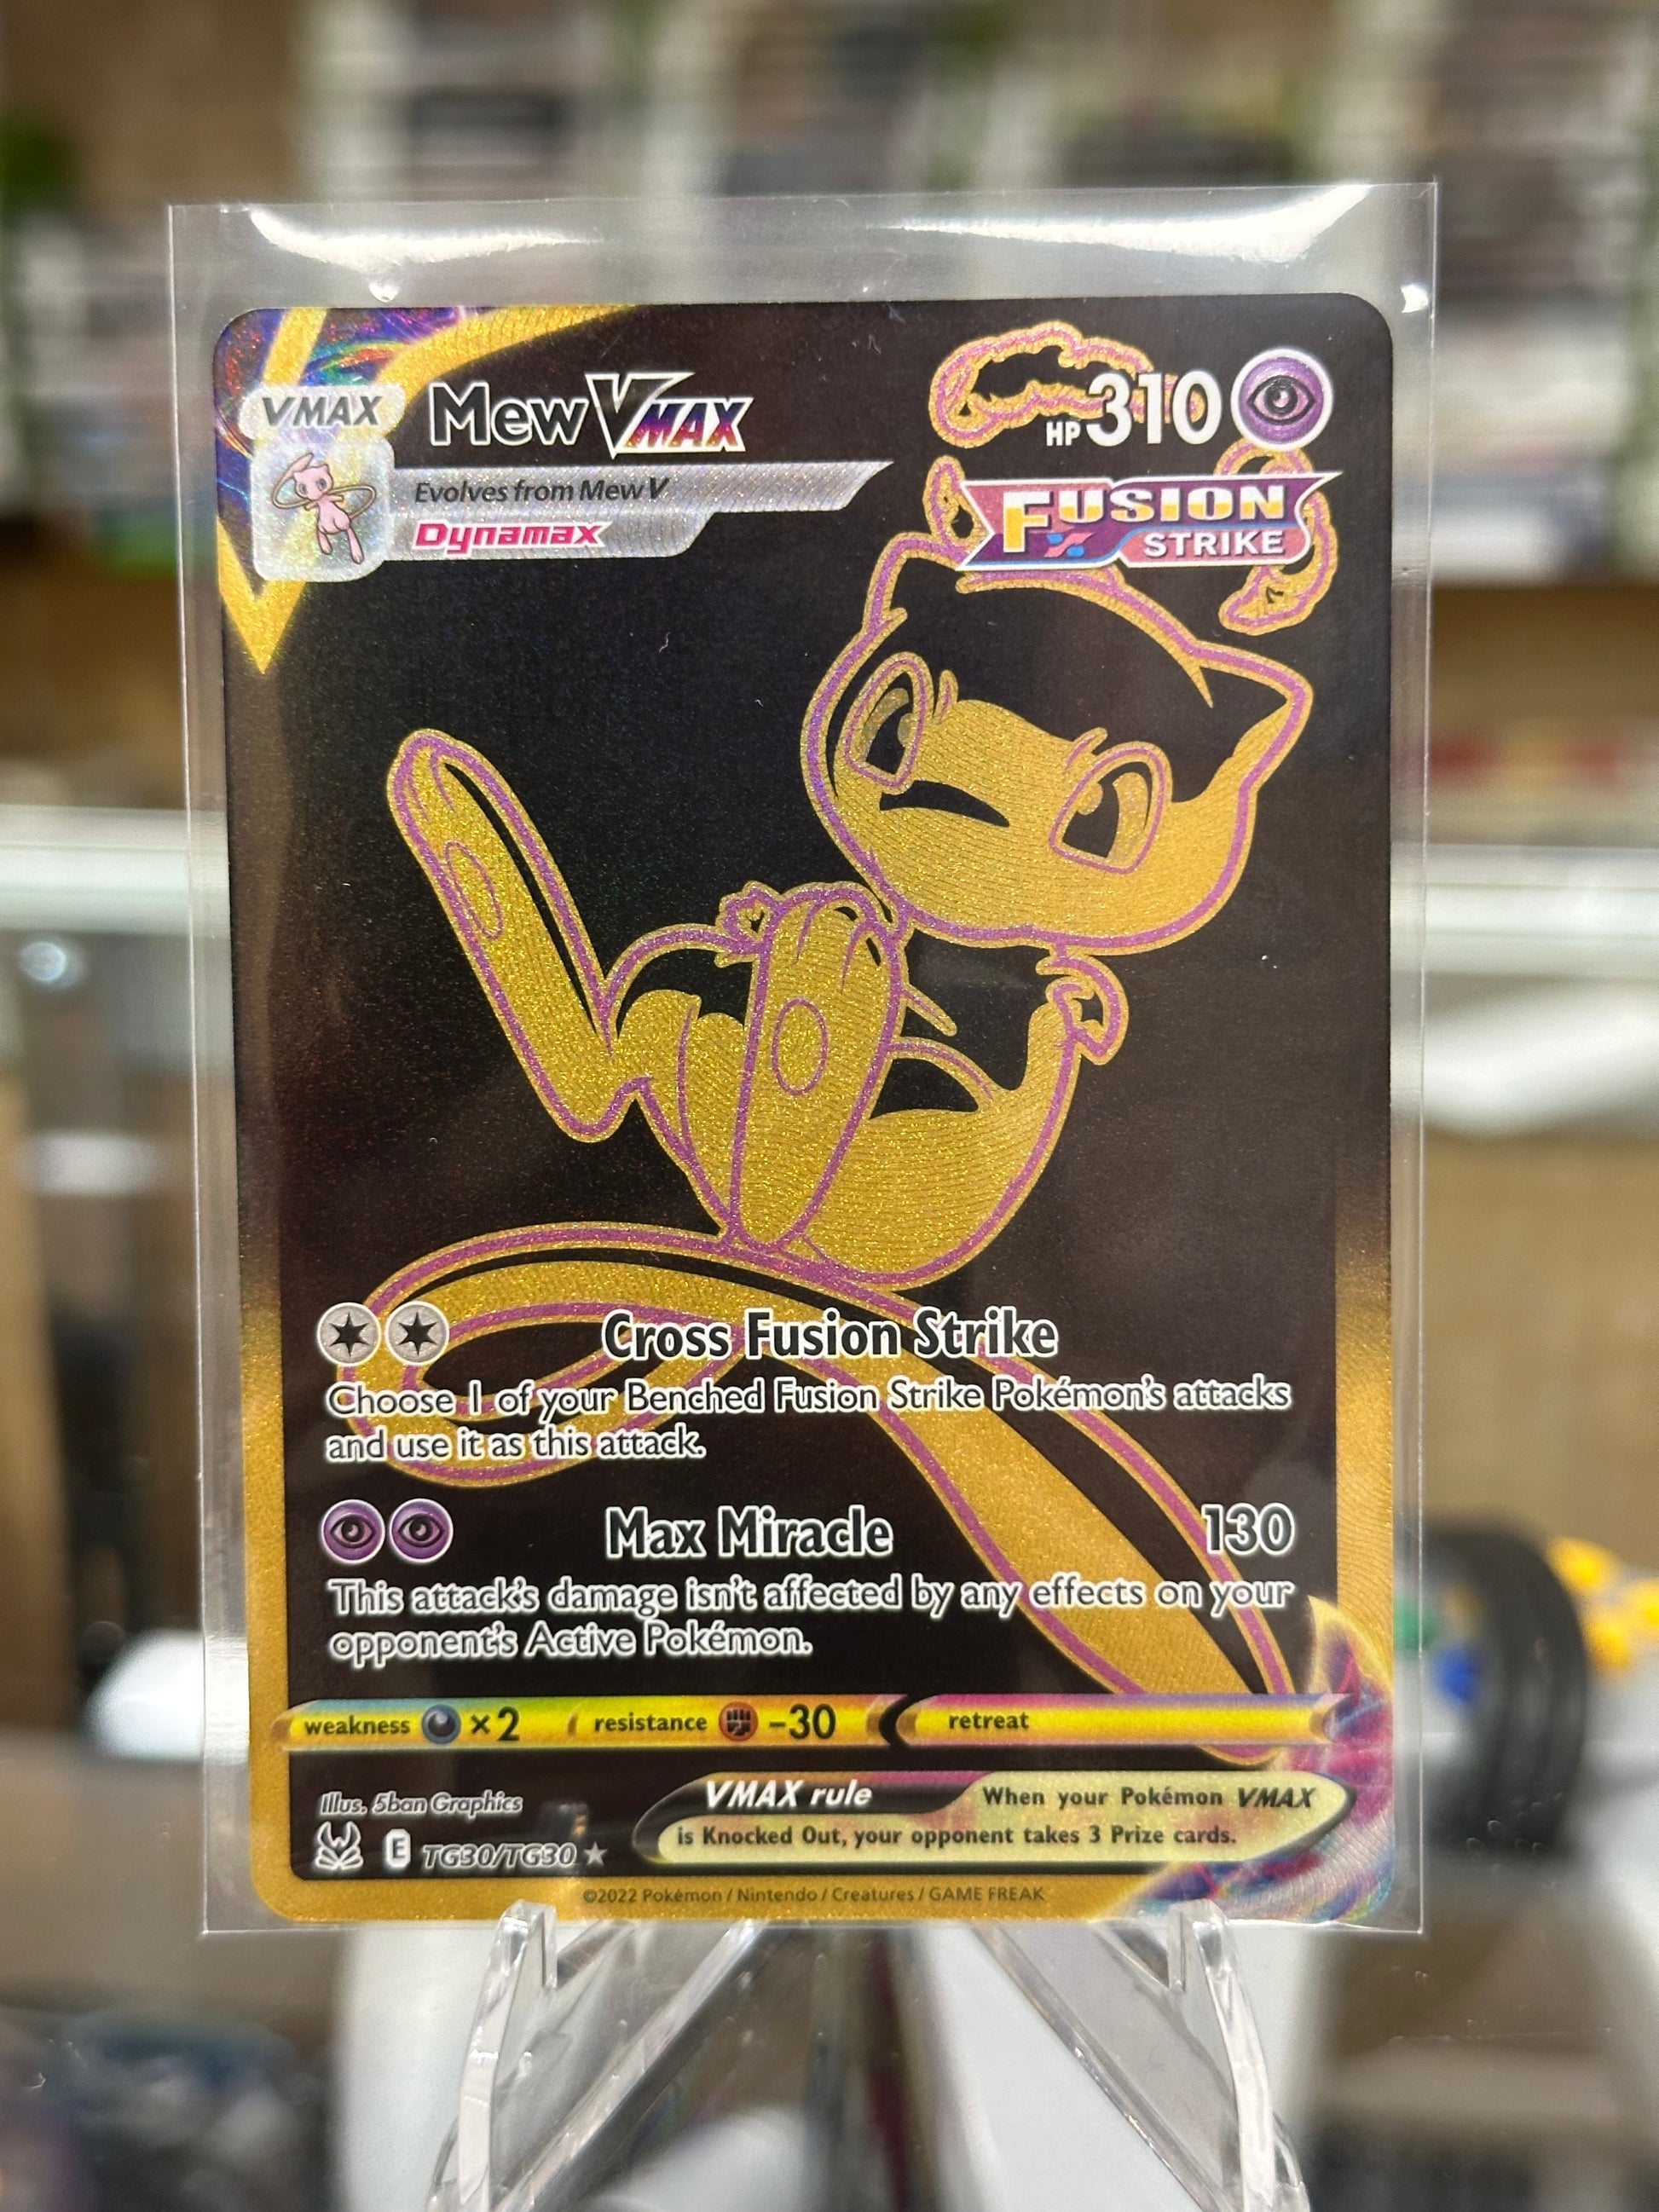 VMAX
Mew VMAX
HP 310
Evolves from Mew V
Dynamax
FUSION
STRIKE
Cross Fusion Strike
Choose 1 of your Benched Fusion Strike Pokémon's attacks
and use it as this attack.
Max Miracle 130
This attack's damage isn't affected by any effects on your
opponent's Active Pokémon.
weakness ×2 resistance -30 retreat
Illus. 5ban Graphics
VMAX rule When your Pokémon VMAX
is Knocked Out, your opponent takes 3 Prize cards.
E TG30/TG30 ★
©2022 Pokémon / Nintendo / Creatures / GAME FREAK